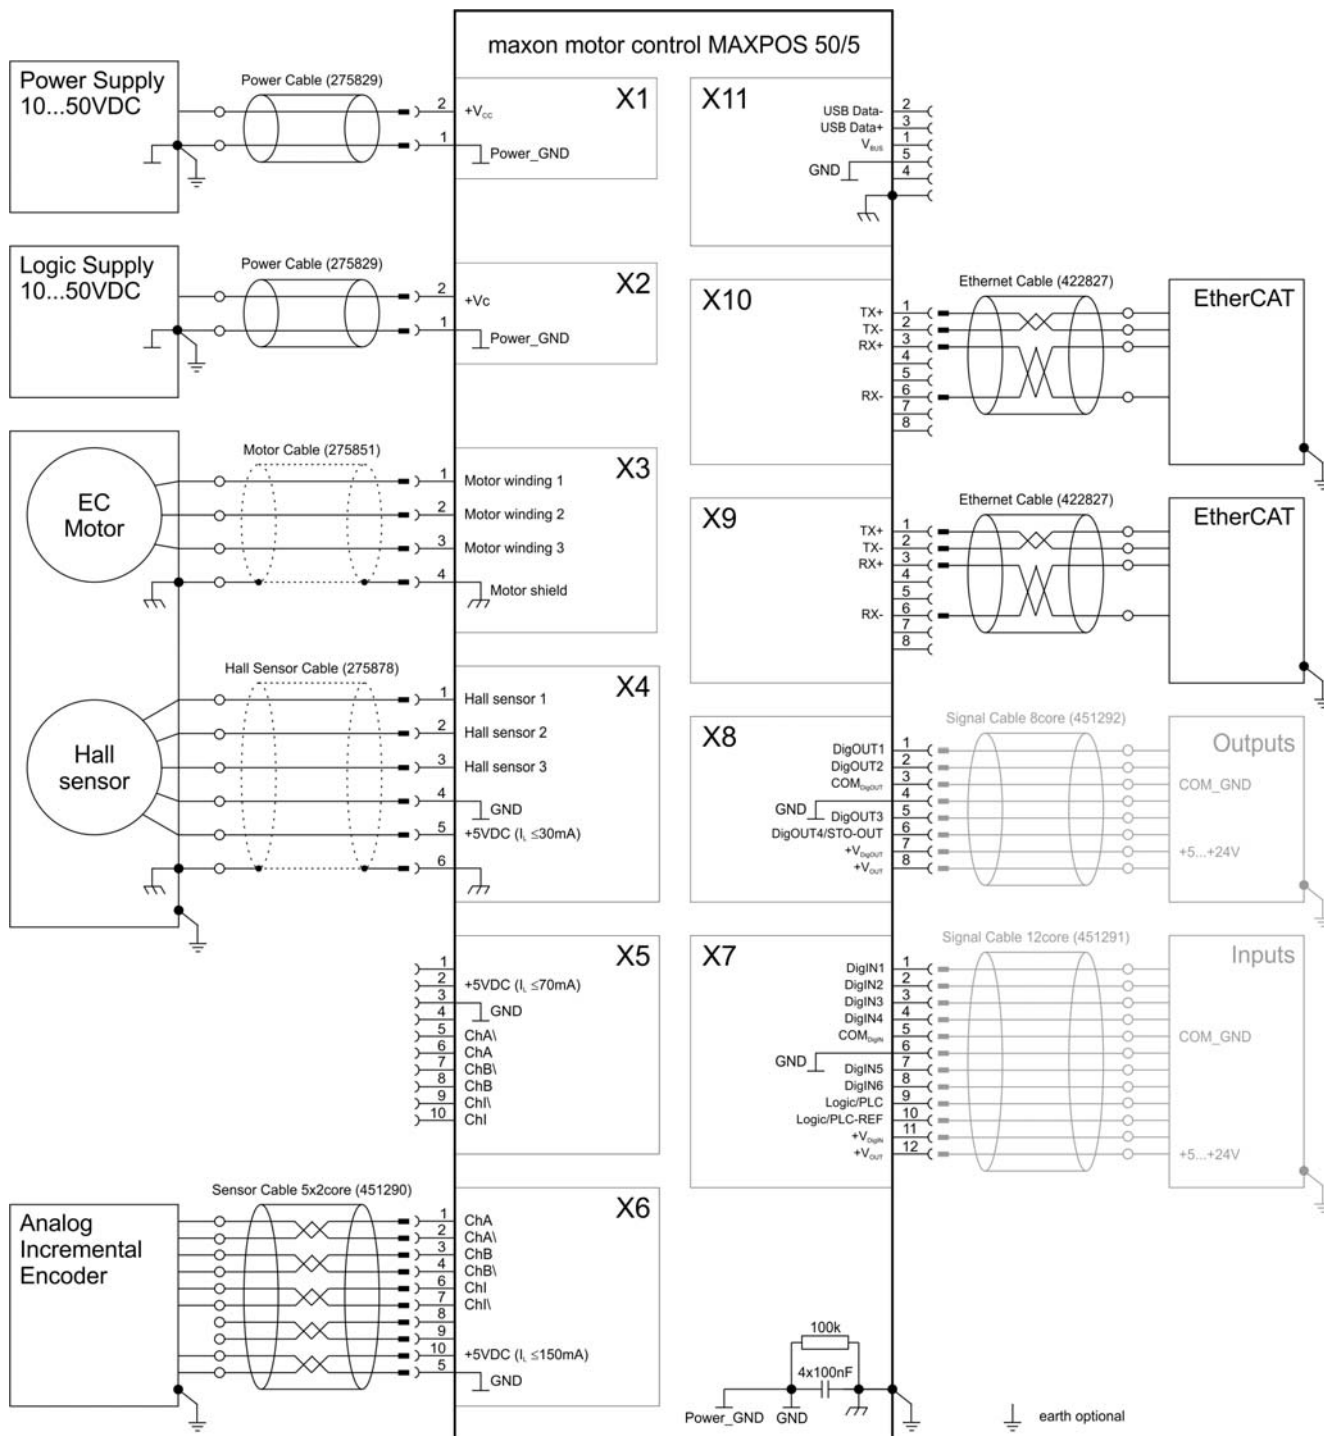 maxon motor control MAXPOS 50/5
Power Supply
10...50VDC
Power Cable (275829)
X1
2 +Vcc
1 Power_GND
Logic Supply
10...50VDC
Power Cable (275829)
X2
2 +Vc
1 Power_GND
EC
Motor
Motor Cable (275851)
X3
1 Motor winding 1
2 Motor winding 2
3 Motor winding 3
4 Motor shield
Hall
sensor
Hall Sensor Cable (275878)
X4
1 Hall sensor 1
2 Hall sensor 2
3 Hall sensor 3
4 GND
5 +5VDC (IL ≤30mA)
6
X5
1
2 +5VDC (IL ≤70mA)
3 GND
4
5 ChA\
6 ChA
7 ChB\
8 ChB
9 ChI\
10 ChI
Analog
Incremental
Encoder
Sensor Cable 5x2core (451290)
X6
1 ChA
2 ChA\
3 ChB
4 ChB\
6 ChI
7 ChI\
8
9
10 +5VDC (IL ≤150mA)
5 GND
X11
USB Data- 2
USB Data+ 3
VBUS 1
GND 5
4
X10
TX+ 1
TX- 2
RX+ 3
4
5
RX- 6
7
8
Ethernet Cable (422827)
EtherCAT
X9
TX+ 1
TX- 2
RX+ 3
4
5
RX- 6
7
8
Ethernet Cable (422827)
EtherCAT
X8
DigOUT1 1
DigOUT2 2
COMDigOUT 3
GND 4
DigOUT3 5
DigOUT4/STO-OUT 6
+VDigOUT 7
+VOUT 8
Signal Cable 8core (451292)
Outputs
COM_GND
+5...+24V
X7
DigIN1 1
DigIN2 2
DigIN3 3
DigIN4 4
COMDigIN 5
GND 6
DigIN5 7
DigIN6 8
Logic/PLC 9
Logic/PLC-REF 10
+VDigIN 11
+VOUT 12
Signal Cable 12core (451291)
Inputs
COM_GND
+5...+24V
100k
4x100nF
Power_GND GND
earth optional